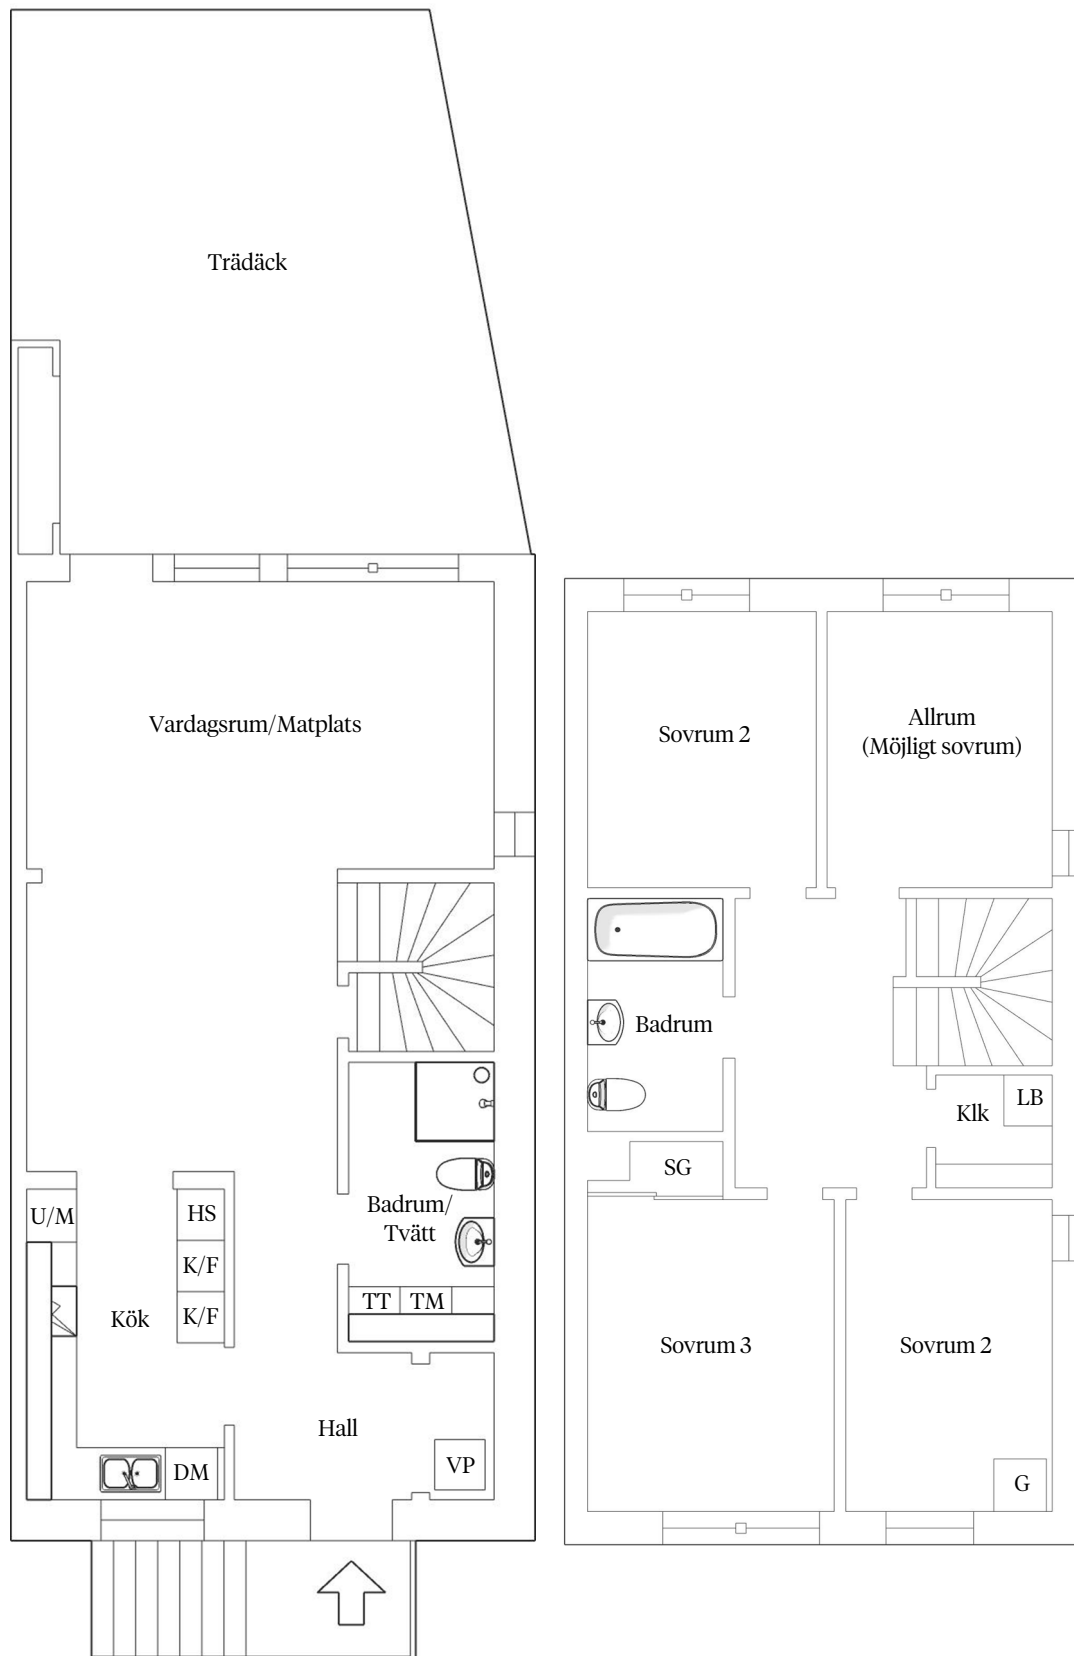 Trädäck
Vardagsrum/Matplats
U/M
HS
K/F
K/F
Kök
Badrum/
Tvätt
TT
TM
Hall
VP
DM
Sovrum 2
Allrum
(Möjligt sovrum)
Badrum
Klk
LB
SG
Sovrum 3
Sovrum 2
G